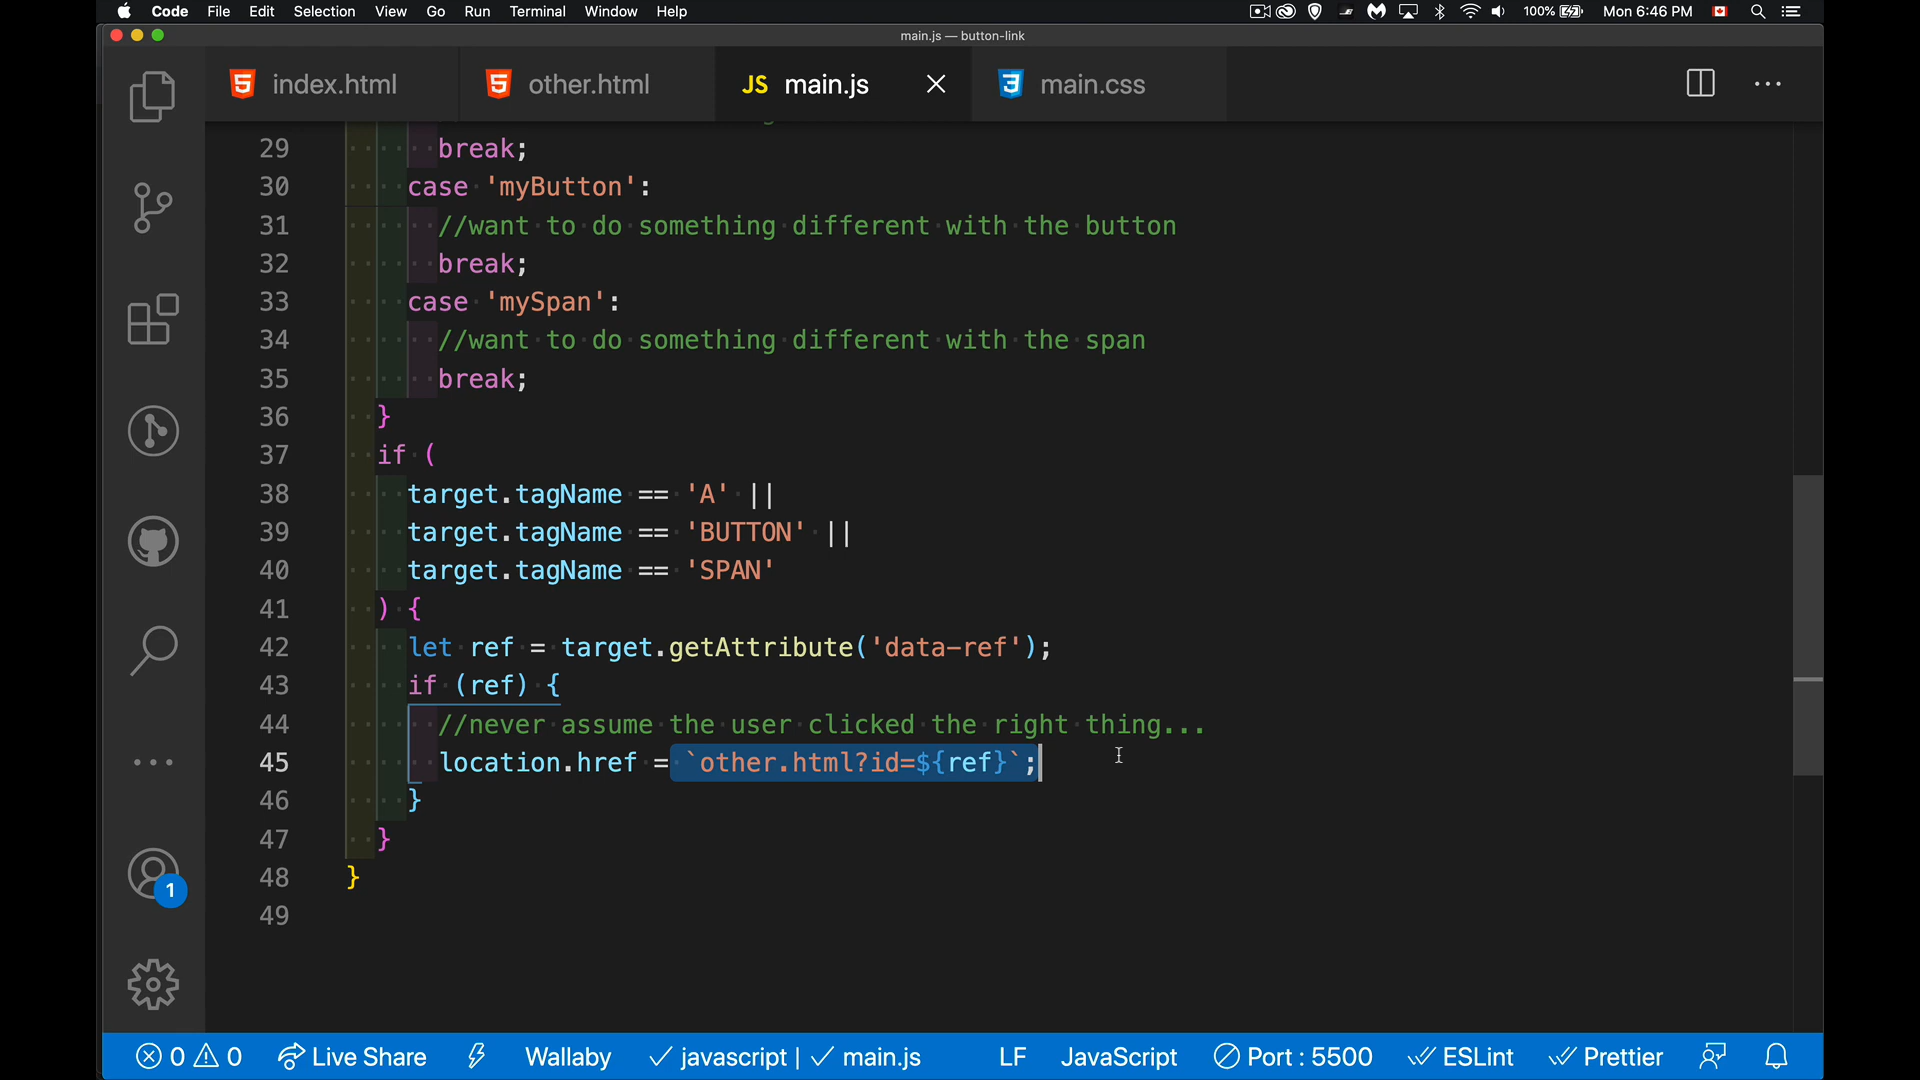 Code File Edit Selection View Go Run Terminal Window Help 100% Mon 6:46 PM
main.js — button-link
index.html other.html JS main.js main.css
29 break;
30 case 'myButton':
31 //want to do something different with the button
32 break;
33 case 'mySpan':
34 //want to do something different with the span
35 break;
36 }
37 if (
38 target.tagName == 'A' ||
39 target.tagName == 'BUTTON' ||
40 target.tagName == 'SPAN'
41 ) {
42 let ref = target.getAttribute('data-ref');
43 if (ref) {
44 //never assume the user clicked the right thing...
45 location.href = `other.html?id=${ref}`;
46 }
47 }
48 }
49
1
0 0 Live Share Wallaby javascript | main.js LF JavaScript Port : 5500 ESLint Prettier